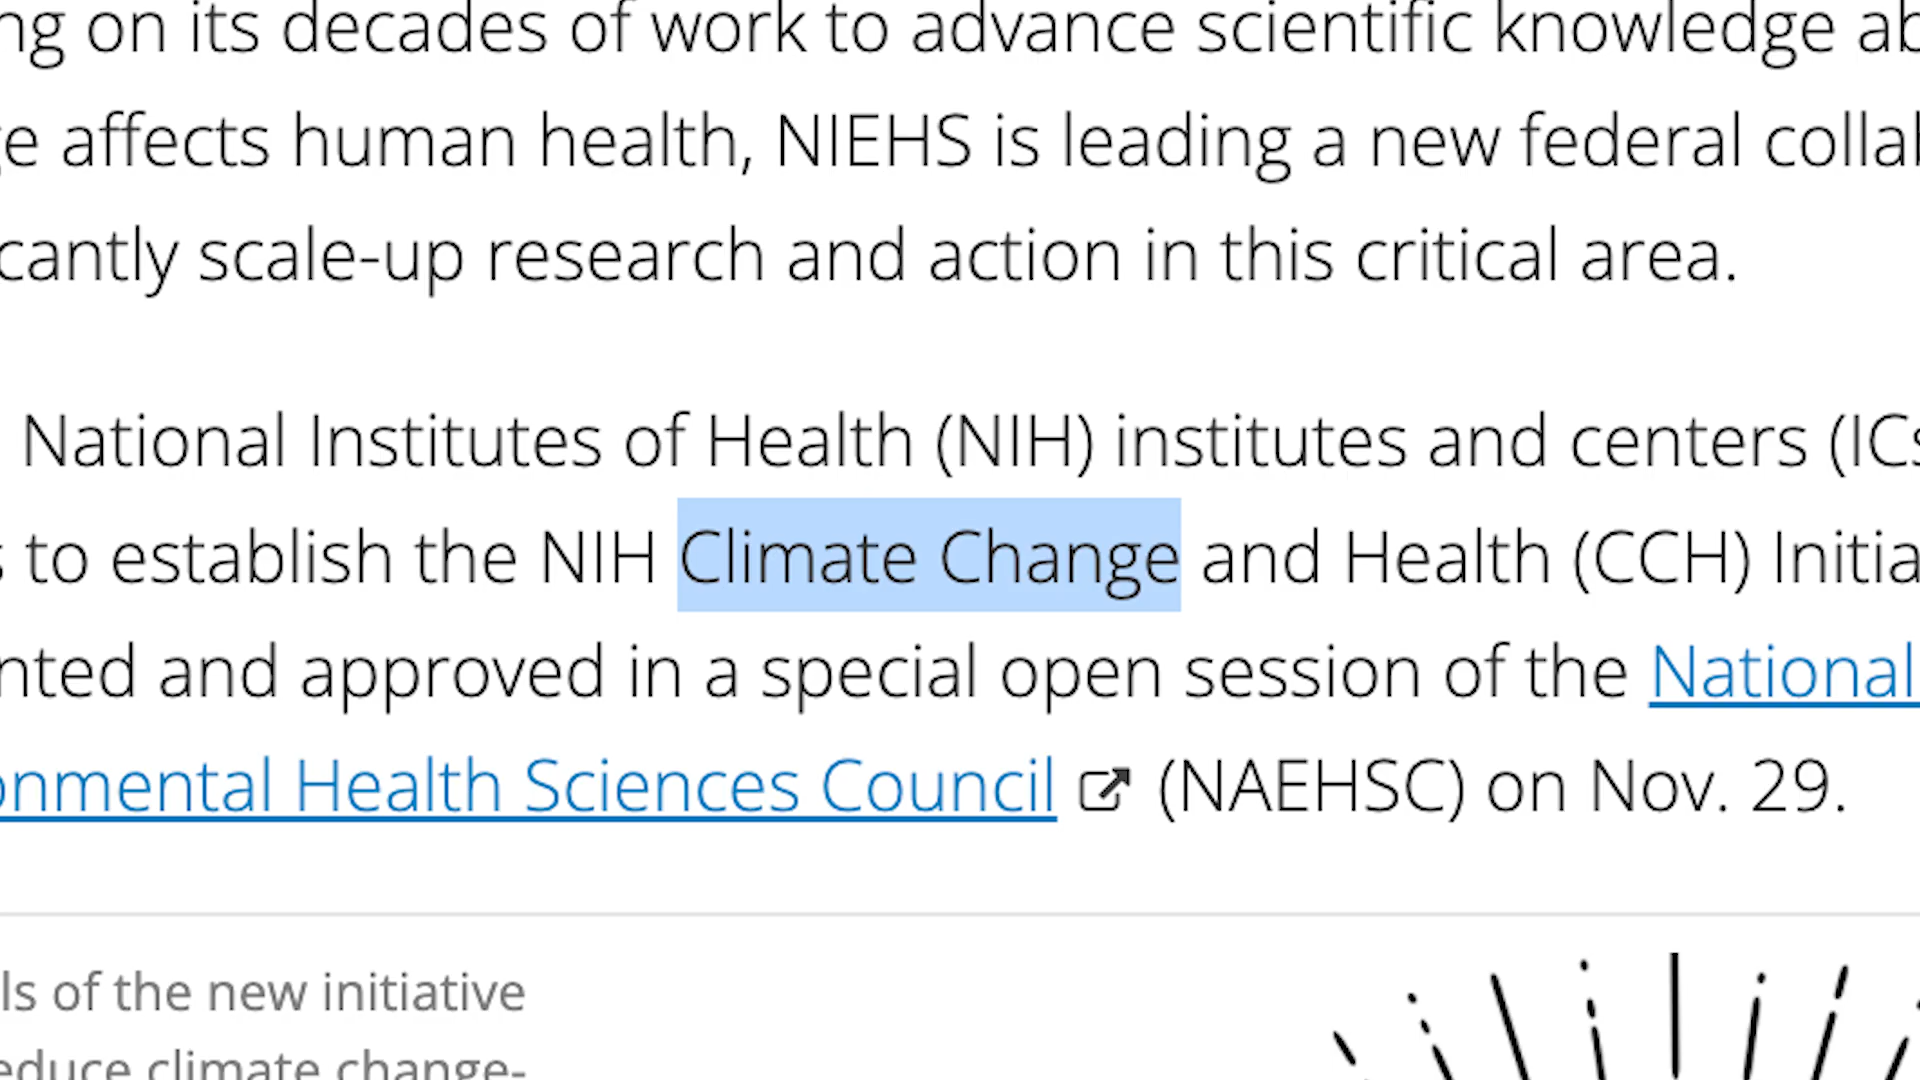 ng on its decades of work to advance scientific knowledge ab
e affects human health, NIEHS is leading a new federal collab
cantly scale-up research and action in this critical area.
National Institutes of Health (NIH) institutes and centers (ICs
s to establish the NIH Climate Change and Health (CCH) Initia
nted and approved in a special open session of the National
onmental Health Sciences Council (NAEHSC) on Nov. 29.
ls of the new initiative
educe climate change-